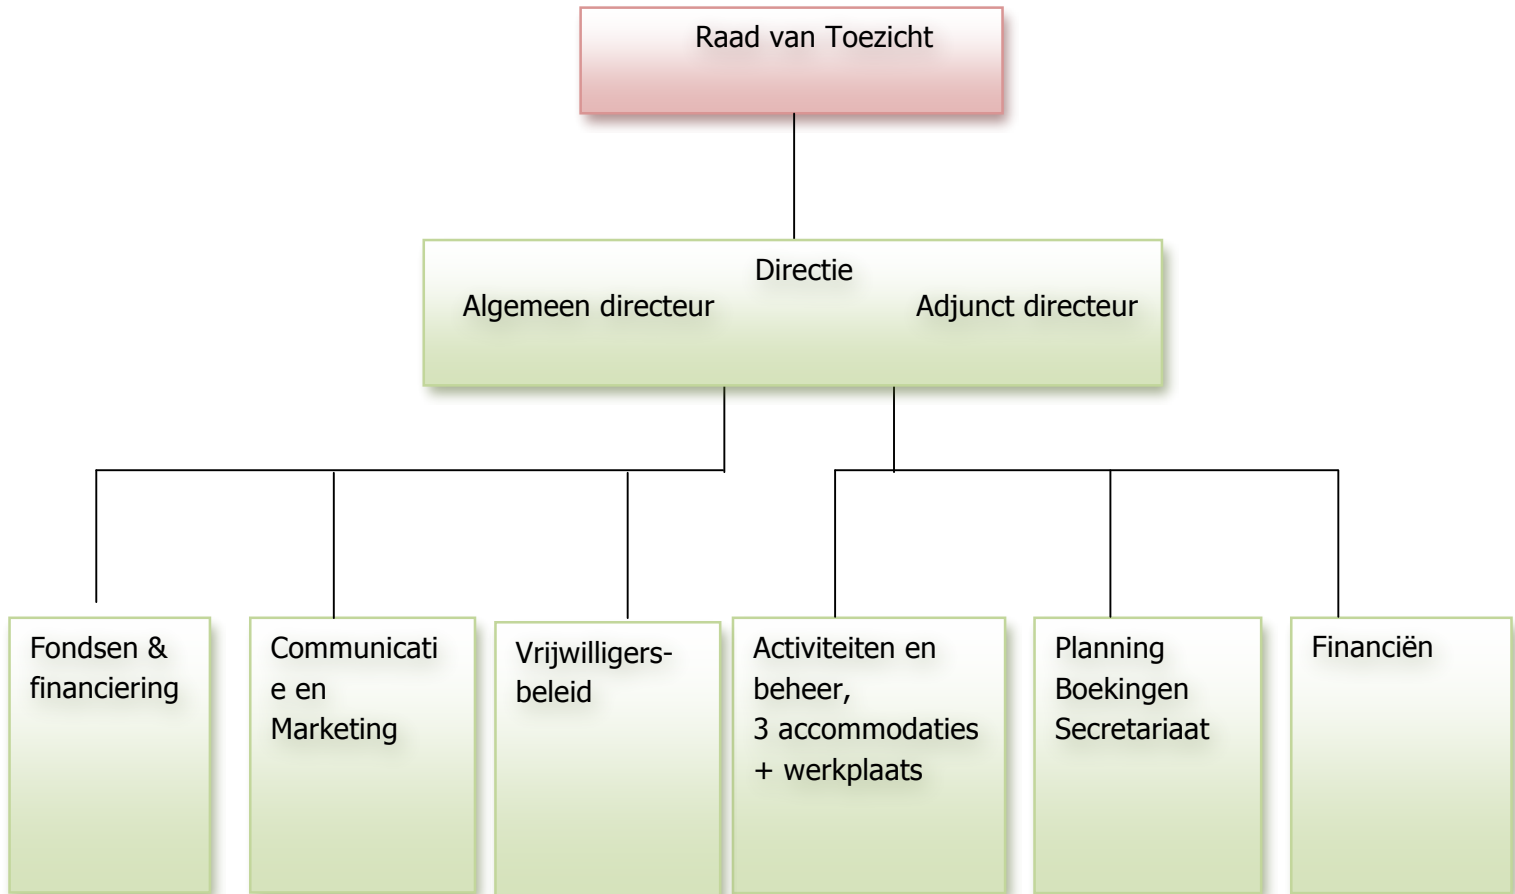 Raad van Toezicht
Directie
Algemeen directeur Adjunct directeur
Fondsen &
financiering
Communicati
e en
Marketing
Vrijwilligers-
beleid
Activiteiten en
beheer,
3 accommodaties
+ werkplaats
Planning
Boekingen
Secretariaat
Financiën